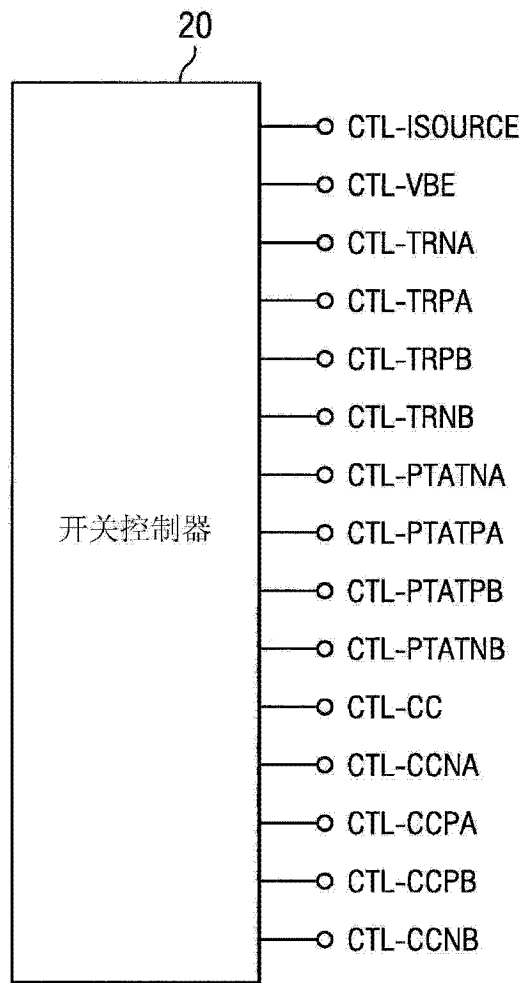 20
CTL-ISOURCE
CTL-VBE
CTL-TRNA
CTL-TRPA
CTL-TRPB
CTL-TRNB
CTL-PTATNA
开关控制器
CTL-PTATPA
CTL-PTATPB
CTL-PTATNB
CTL-CC
CTL-CCNA
CTL-CCPA
CTL-CCPB
CTL-CCNB